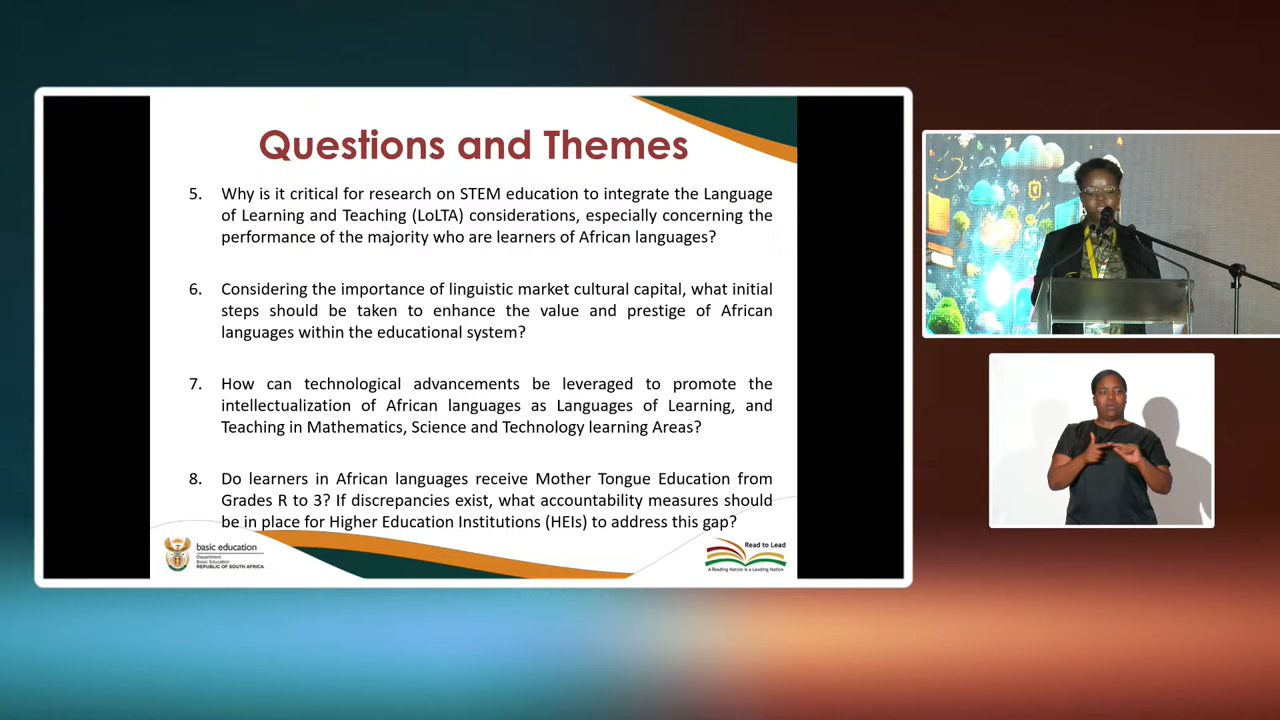 Questions and Themes
5. Why is it critical for research on STEM education to integrate the Language
of Learning and Teaching (LoLTA) considerations, especially concerning the
performance of the majority who are learners of African languages?
6. Considering the importance of linguistic market cultural capital, what initial
steps should be taken to enhance the value and prestige of African
languages within the educational system?
7. How can technological advancements be leveraged to promote the
intellectualization of African languages as Languages of Learning, and
Teaching in Mathematics, Science and Technology learning Areas?
8. Do learners in African languages receive Mother Tongue Education from
Grades R to 3? If discrepancies exist, what accountability measures should
be in place for Higher Education Institutions (HEIs) to address this gap?
basic education
Department:
Basic Education
REPUBLIC OF SOUTH AFRICA
Read to Lead
A Reading Nation is a Leading Nation